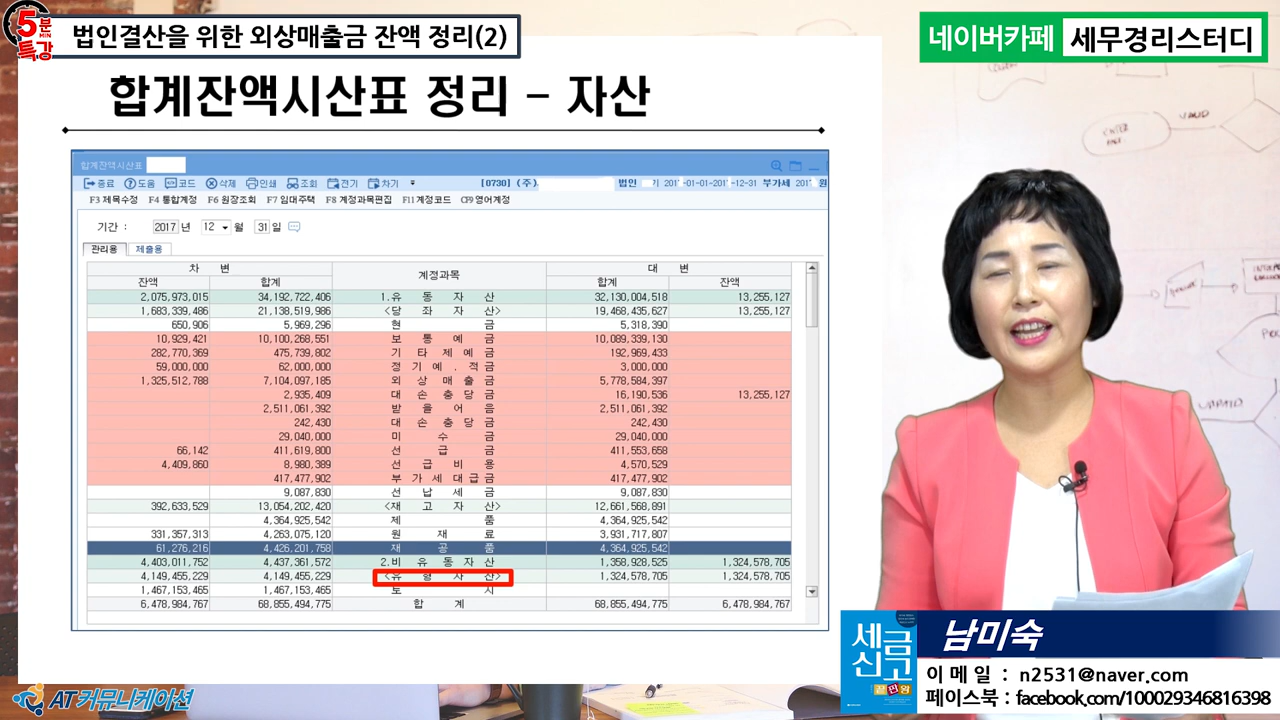 5분
MIN
특강
법인결산을 위한 외상매출금 잔액 정리(2)
네이버카페 세무경리스터디
합계잔액시산표 정리 - 자산
합계잔액시산표
종료 도움 코드 삭제 인쇄 조회 전기 차기 [0730] (주) 법인 기 201 -01-01-201 -12-31 부가세 201 원
F3 제목수정 F4 통합계정 F6 원장조회 F7 임대주택 F8 계정과목편집 F11계정코드 CF9 영어계정
기간 : 2017 년 12 월 31 일
관리용 제출용
차 변 계정과목 대 변
잔액 합계 합계 잔액
2,075,973,015 34,192,722,406 1.유 동 자 산 32,130,004,518 13,255,127
1,683,339,486 21,138,519,986 <당 좌 자 산> 19,468,435,627 13,255,127
650,906 5,969,296 현 금 5,318,390
10,929,421 10,100,268,551 보 통 예 금 10,089,339,130
282,770,369 475,739,802 기 타 제 예 금 192,969,433
59,000,000 62,000,000 정 기 예 . 적 금 3,000,000
1,325,512,788 7,104,097,185 외 상 매 출 금 5,778,584,397
2,935,409 대 손 충 당 금 16,190,536 13,255,127
2,511,061,392 받 을 어 음 2,511,061,392
242,430 대 손 충 당 금 242,430
29,040,000 미 수 금 29,040,000
66,142 411,619,800 선 급 금 411,553,658
4,409,860 8,980,389 선 급 비 용 4,570,529
417,477,902 부 가 세 대 급 금 417,477,902
9,087,830 선 납 세 금 9,087,830
392,633,529 13,054,202,420 <재 고 자 산> 12,661,568,891
4,364,925,542 제 품 4,364,925,542
331,357,313 4,263,075,120 원 재 료 3,931,717,807
61,276,216 4,426,201,758 재 공 품 4,364,925,542
4,403,011,752 4,437,361,572 2.비 유 동 자 산 1,358,928,525 1,324,578,705
4,149,455,229 4,149,455,229 <유 형 자 산> 1,324,578,705 1,324,578,705
1,467,153,465 1,467,153,465 토 지
6,478,984,767 68,855,494,775 합 계 68,855,494,775 6,478,984,767
ENTER
VALID
세금
신고
끝판왕
남미숙
이 메 일 : n2531@naver.com
페이스북 : facebook.com/100029346816398
AT커뮤니케이션